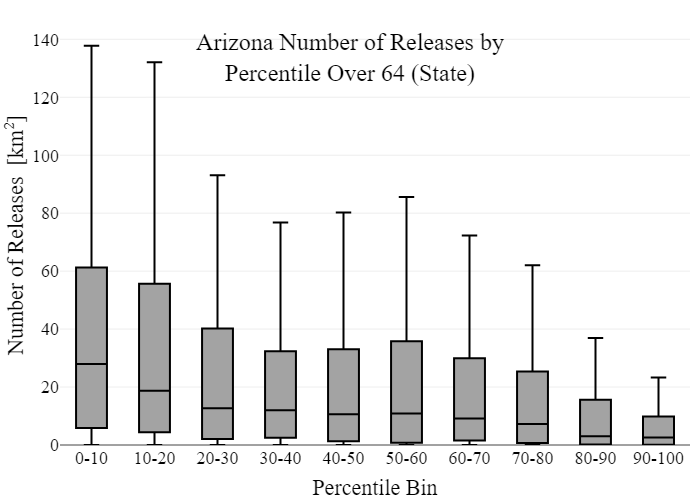 Arizona Number of Releases by
Percentile Over 64 (State)
Number of Releases [km²]
140
120
100
80
60
40
20
0
0-10 10-20 20-30 30-40 40-50 50-60 60-70 70-80 80-90 90-100
Percentile Bin